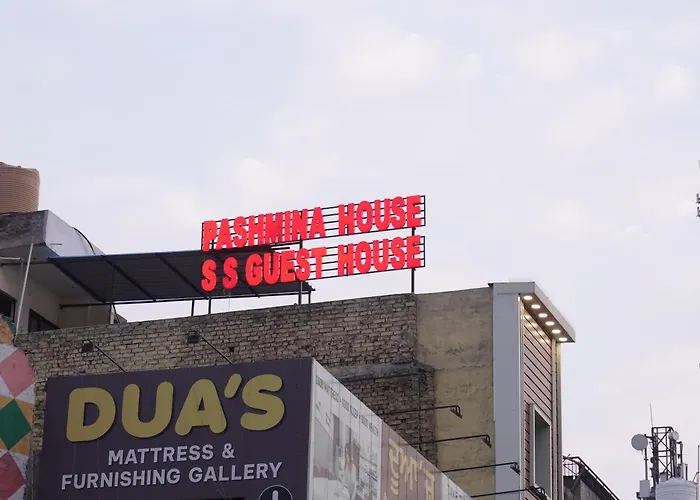 PASHMINA HOUSE
S S GUEST HOUSE
DUA'S
MATTRESS &
FURNISHING GALLERY
ਦੂਆ'ਜ਼